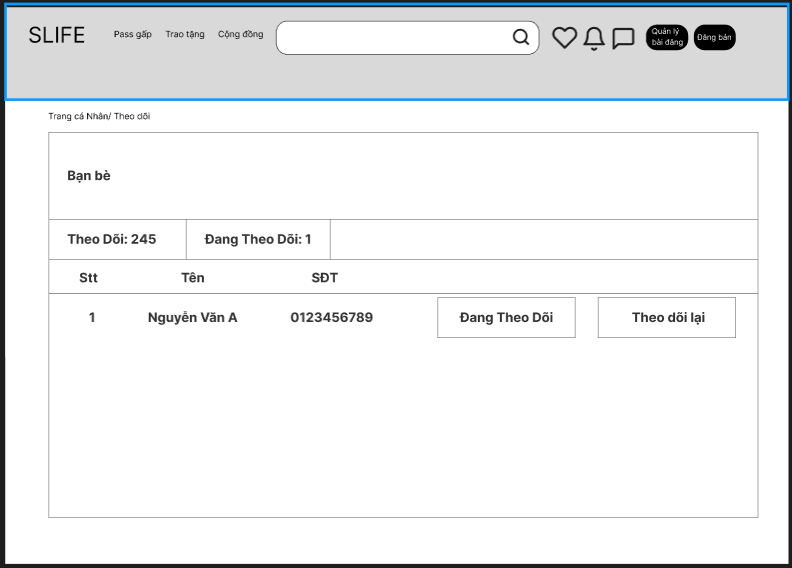 SLIFE Pass gấp Trao tặng Cộng đồng Quản lý bài đăng Đăng bán
Trang cá Nhân/ Theo dõi
Bạn bè
Theo Dõi: 245 Đang Theo Dõi: 1
Stt Tên SĐT
1 Nguyễn Văn A 0123456789 Đang Theo Dõi Theo dõi lại